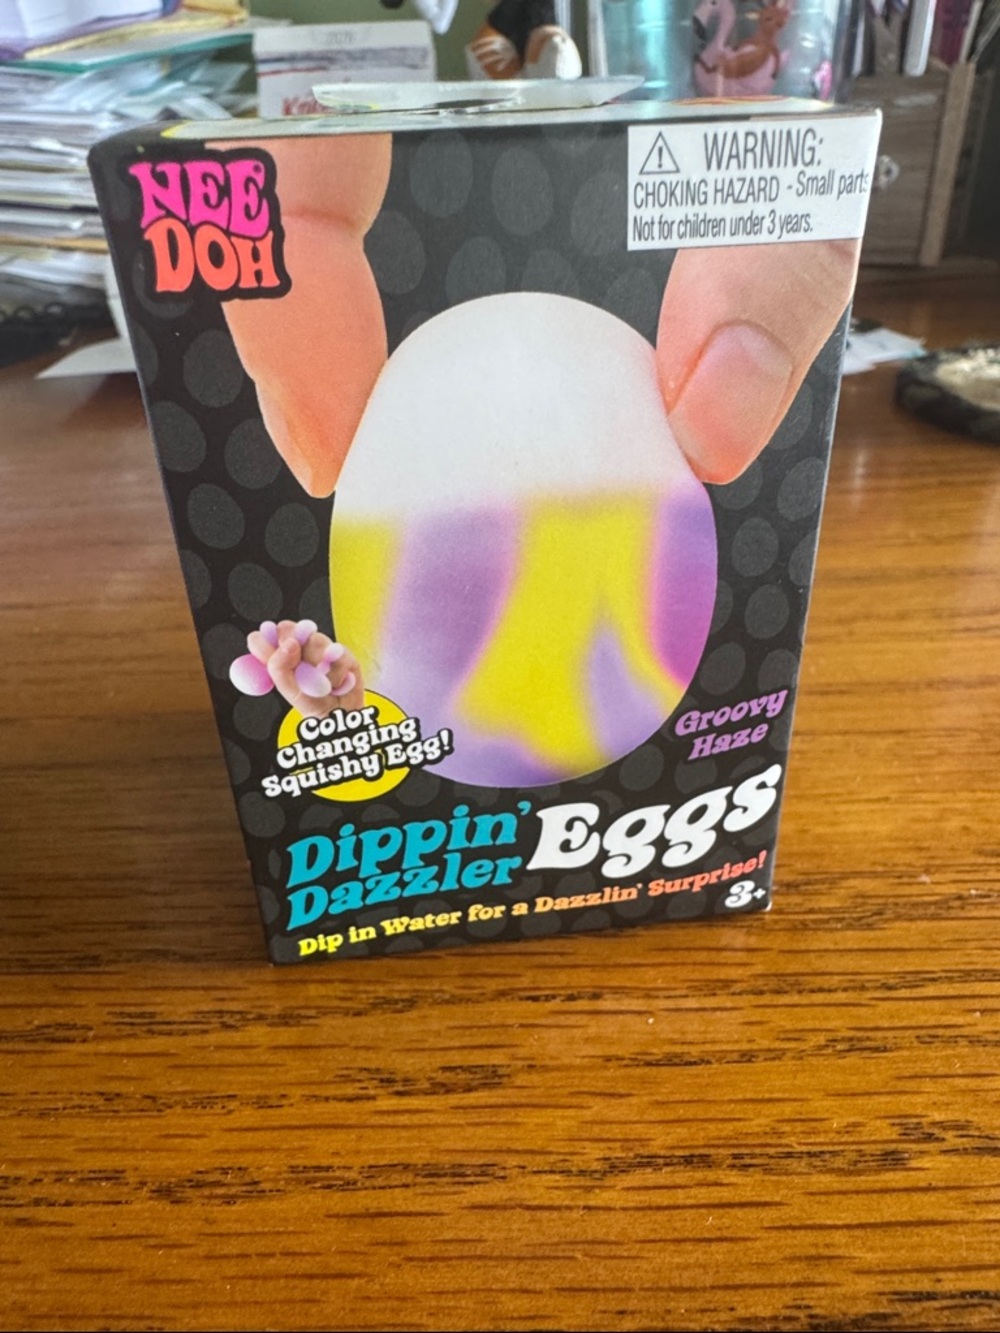 NEE
DOH
WARNING:
CHOKING HAZARD - Small parts
Not for children under 3 years.
Color
Changing
Squishy Egg!
Groovy
Haze
Dippin'
Dazzler
Eggs
Dip in Water for a Dazzlin' Surprise!
3+